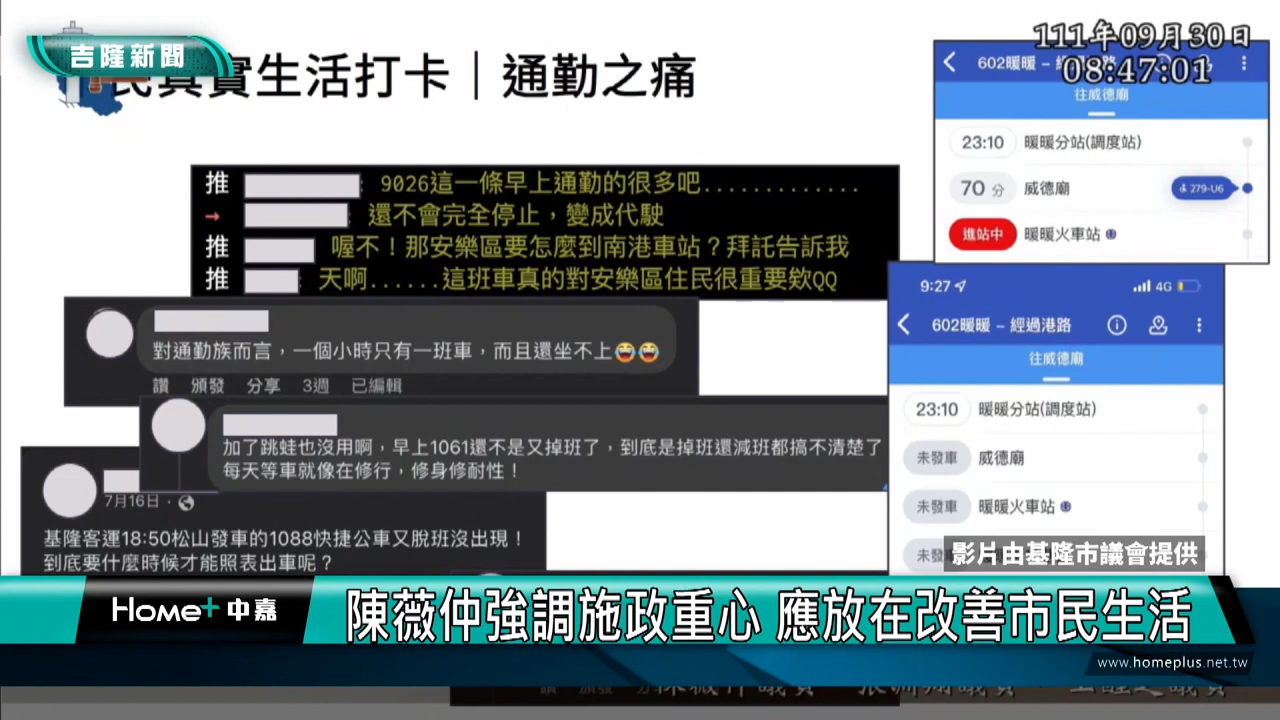 吉隆新聞
民真實生活打卡｜通勤之痛
111年09月30日
08:47:01
602暖暖 – 經過港路
往威德廟
23:10 暖暖分站(調度站)
70 分 威德廟 279-U6
進站中 暖暖火車站
推 : 9026這一條早上通勤的很多吧.............
→ : 還不會完全停止，變成代駛
推 : 喔不！那安樂區要怎麼到南港車站？拜託告訴我
推 : 天啊......這班車真的對安樂區住民很重要欸QQ
對通勤族而言，一個小時只有一班車，而且還坐不上😂😂
讚 頒發 分享 3週 已編輯
加了跳蛙也沒用啊，早上1061還不是又掉班了，到底是掉班還減班都搞不清楚了
每天等車就像在修行，修身修耐性！
7月16日 ·
基隆客運18:50松山發車的1088快捷公車又脫班沒出現！
到底要什麼時候才能照表出車呢？
9:27 4G
602暖暖 – 經過港路
往威德廟
23:10 暖暖分站(調度站)
未發車 威德廟
未發車 暖暖火車站
未發
影片由基隆市議會提供
Home+中嘉
陳薇仲強調施政重心 應放在改善市民生活
www.homeplus.net.tw